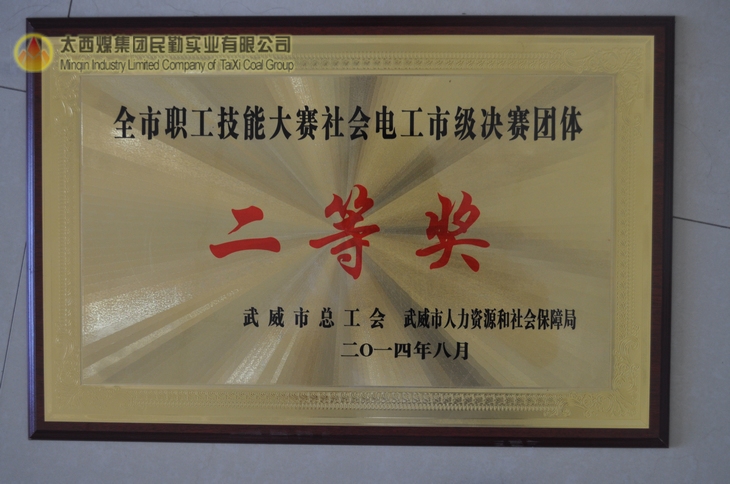 太西煤集团民勤实业有限公司
Minqin Industry Limited Company of TaiXi Coal Group
全市职工技能大赛社会电工市级决赛团体
二等奖
武威市总工会 武威市人力资源和社会保障局
二〇一四年八月